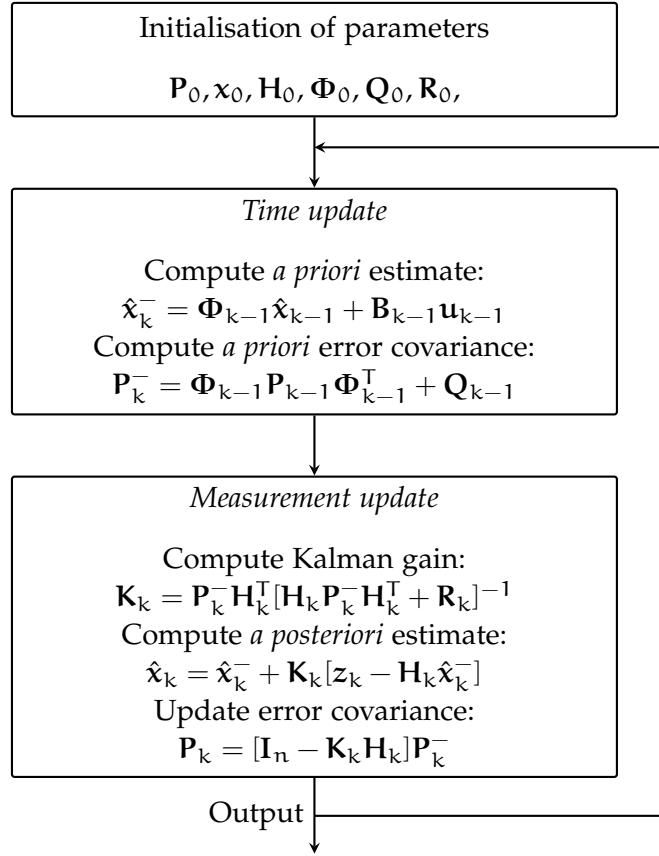 Initialisation of parameters
P₀, x₀, H₀, Φ₀, Q₀, R₀,
Time update
Compute a priori estimate:
x̂ₖ⁻ = Φₖ₋₁x̂ₖ₋₁ + Bₖ₋₁uₖ₋₁
Compute a priori error covariance:
Pₖ⁻ = Φₖ₋₁Pₖ₋₁Φₖ₋₁ᵀ + Qₖ₋₁
Measurement update
Compute Kalman gain:
Kₖ = Pₖ⁻Hₖᵀ[HₖPₖ⁻Hₖᵀ + Rₖ]⁻¹
Compute a posteriori estimate:
x̂ₖ = x̂ₖ⁻ + Kₖ[zₖ − Hₖx̂ₖ⁻]
Update error covariance:
Pₖ = [Iₙ − KₖHₖ]Pₖ⁻
Output